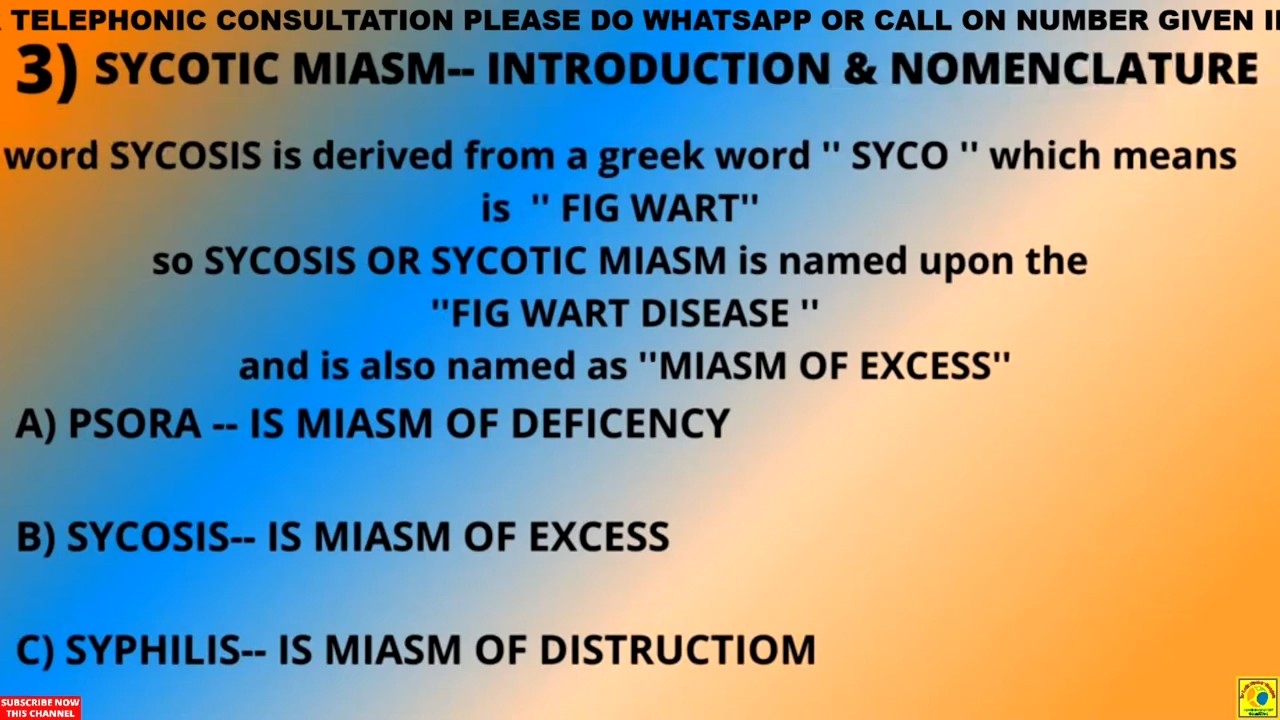 TELEPHONIC CONSULTATION PLEASE DO WHATSAPP OR CALL ON NUMBER GIVEN
3) SYCOTIC MIASM-- INTRODUCTION & NOMENCLATURE
word SYCOSIS is derived from a greek word '' SYCO '' which means
is '' FIG WART''
so SYCOSIS OR SYCOTIC MIASM is named upon the
''FIG WART DISEASE ''
and is also named as ''MIASM OF EXCESS''
A) PSORA -- IS MIASM OF DEFICENCY
B) SYCOSIS-- IS MIASM OF EXCESS
C) SYPHILIS-- IS MIASM OF DISTRUCTIOM
SUBSCRIBE NOW
THIS CHANNEL